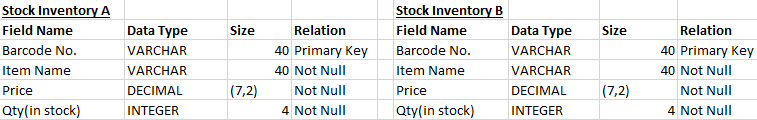 Stock Inventory A Stock Inventory B
Field Name Data Type Size Relation Field Name Data Type Size Relation
Barcode No. VARCHAR 40 Primary Key Barcode No. VARCHAR 40 Primary Key
Item Name VARCHAR 40 Not Null Item Name VARCHAR 40 Not Null
Price DECIMAL (7,2) Not Null Price DECIMAL (7,2) Not Null
Qty(in stock) INTEGER 4 Not Null Qty(in stock) INTEGER 4 Not Null